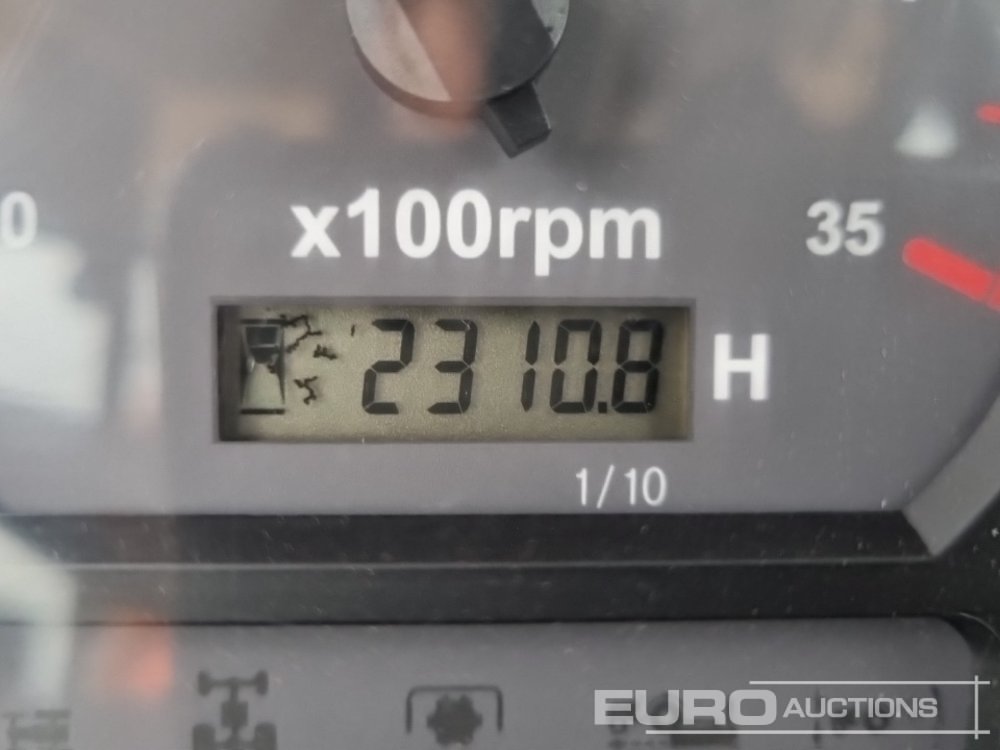 x100rpm
0
35
2310.8 H
1/10
EURO AUCTIONS